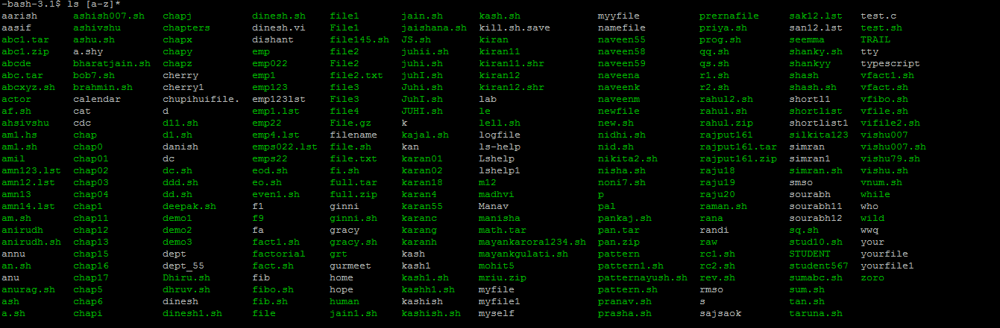 -bash-3.1$ ls [a-z]*
aarish ashish007.sh chapj dinesh.sh file1 jain.sh kash.sh myyfile prernafile sak12.lst test.c
aasif ashivshu chapters dinesh.vi File1 jaishana.sh kill.sh.save namefile priya.sh san12.lst test.sh
abc1.tar ashu.sh chapx dishant file145.sh JS.sh kiran naveen55 prog.sh seemma TRAIL
abc1.zip a.shy chapy emp file2 juhii.sh kiran11 naveen58 qq.sh shanky.sh tty
abcde bharatjain.sh chapz emp022 File2 juhi.sh kiran11.shr naveen59 qs.sh shankyy typescript
abc.tar bob7.sh cherry emp1 file2.txt juhI.sh kiran12 naveena r1.sh shash vfact1.sh
abcxyz.sh brahmin.sh cherry1 emp123 file3 Juhi.sh kiran12.shr naveenk r2.sh shash.sh vfact.sh
actor calendar chupihuifile. emp123lst File3 JuhI.sh lab naveenm rahul2.sh shortl1 vfibo.sh
af.sh cat d emp1.lst file4 JUHI.sh le newfile rahul.sh shortlist vfile.sh
ahsivshu cdc d11.sh emp22 File.gz k lell.sh new.sh rahul.zip shortlist1 vifile2.sh
am1.hs chap d1.sh emp4.lst filename kajal.sh logfile nidhi.sh rajput161 silkita123 vishu007
am1.sh chap0 danish emps022.lst file.sh kan ls-help nid.sh rajput161.tar simran vishu007.sh
amil chap01 dc emps22 file.txt karan01 Lshelp nikita2.sh rajput161.zip simran1 vishu79.sh
amn123.lst chap02 dc.sh eod.sh fi.sh karan02 lshelp1 nisha.sh raju18 simran.sh vishu.sh
amn12.lst chap03 ddd.sh eo.sh full.tar karan18 m12 noni7.sh raju19 smso vnum.sh
amn13 chap04 dd.sh even1.sh full.zip karan4 madhvi p raju20 sourabh while
amn14.lst chap1 deepak.sh f1 ginni karan55 Manav pal raman.sh sourabh11 who
am.sh chap11 demo1 f9 ginni.sh karanc manisha pankaj.sh rana sourabh12 wild
anirudh chap12 demo2 fa gracy karang math.tar pan.tar randi sq.sh wwq
anirudh.sh chap13 demo3 fact1.sh gracy.sh karanh mayankarora1234.sh pan.zip raw stud10.sh your
annu chap15 dept factorial grt kash mayankgulati.sh pattern rc1.sh STUDENT yourfile
an.sh chap16 dept_55 fact.sh gurmeet kash1 mohit5 pattern1.sh rc2.sh student567 yourfile1
anu chap17 Dhiru.sh fib home kash1.sh mriu.zip patternayush.sh rev.sh sumabc.sh zoro
anurag.sh chap5 dhruv.sh fibo.sh hope kashh1.sh myfile pattern.sh rmso sum.sh
ash chap6 dinesh fib.sh human kashish myfile1 pranav.sh s tan.sh
a.sh chapi dinesh1.sh file jain1.sh kashish.sh myself prasha.sh sajsaok taruna.sh